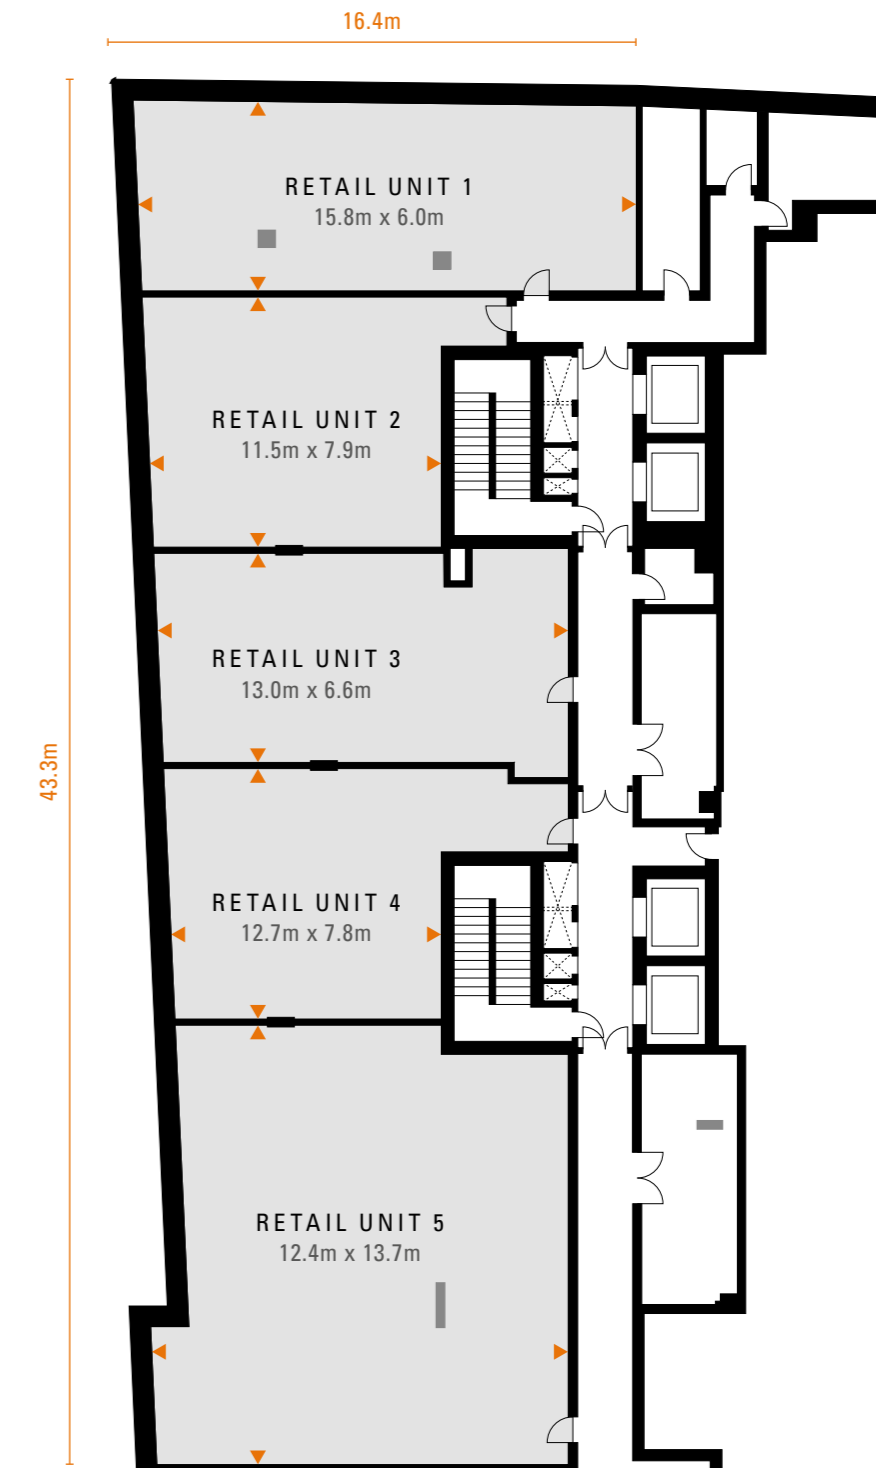 16.4m
RETAIL UNIT 1
15.8m x 6.0m
RETAIL UNIT 2
11.5m x 7.9m
RETAIL UNIT 3
13.0m x 6.6m
43.3m
RETAIL UNIT 4
12.7m x 7.8m
RETAIL UNIT 5
12.4m x 13.7m